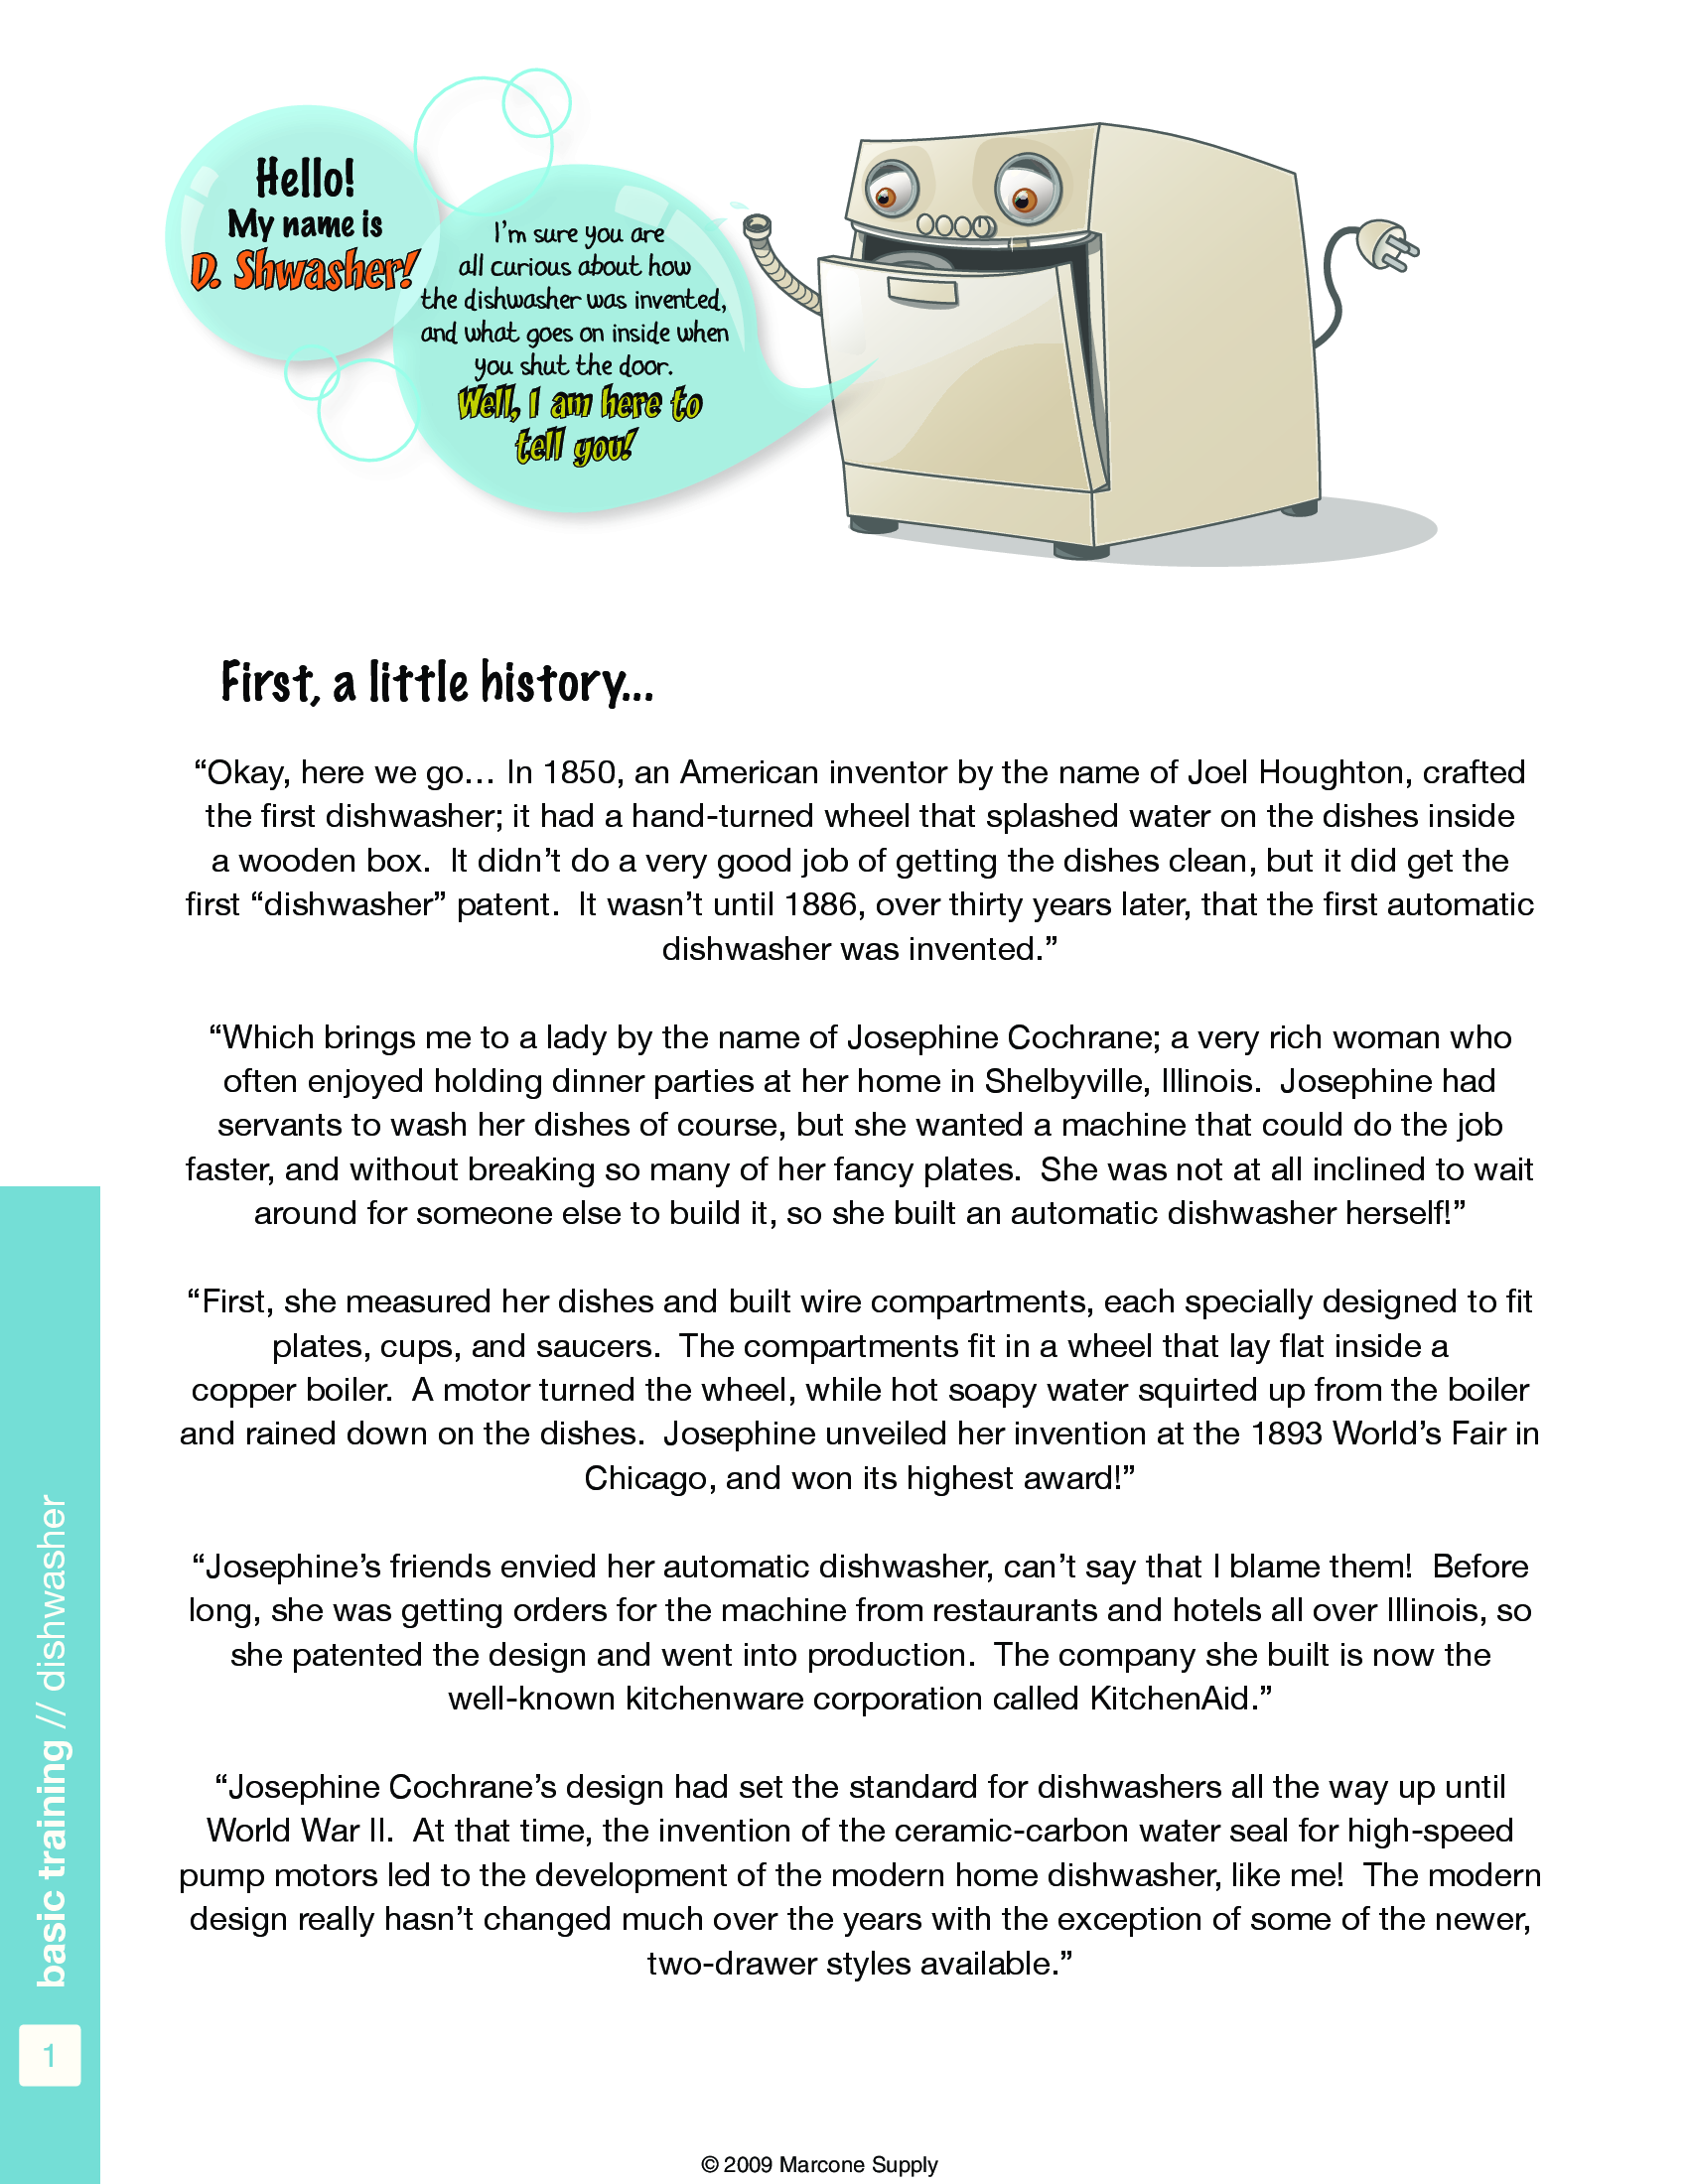 Hello!
My name is
D. Shwasher!
I'm sure you are
all curious about how
the dishwasher was invented,
and what goes on inside when
you shut the door.
Well, I am here to
tell you!
First, a little history...
“Okay, here we go… In 1850, an American inventor by the name of Joel Houghton, crafted
the first dishwasher; it had a hand-turned wheel that splashed water on the dishes inside
a wooden box.  It didn’t do a very good job of getting the dishes clean, but it did get the
first “dishwasher” patent.  It wasn’t until 1886, over thirty years later, that the first automatic
dishwasher was invented.”
“Which brings me to a lady by the name of Josephine Cochrane; a very rich woman who
often enjoyed holding dinner parties at her home in Shelbyville, Illinois.  Josephine had
servants to wash her dishes of course, but she wanted a machine that could do the job
faster, and without breaking so many of her fancy plates.  She was not at all inclined to wait
around for someone else to build it, so she built an automatic dishwasher herself!”
“First, she measured her dishes and built wire compartments, each specially designed to fit
plates, cups, and saucers.  The compartments fit in a wheel that lay flat inside a
copper boiler.  A motor turned the wheel, while hot soapy water squirted up from the boiler
and rained down on the dishes.  Josephine unveiled her invention at the 1893 World’s Fair in
Chicago, and won its highest award!”
“Josephine’s friends envied her automatic dishwasher, can’t say that I blame them!  Before
long, she was getting orders for the machine from restaurants and hotels all over Illinois, so
she patented the design and went into production.  The company she built is now the
well-known kitchenware corporation called KitchenAid.”
“Josephine Cochrane’s design had set the standard for dishwashers all the way up until
World War II.  At that time, the invention of the ceramic-carbon water seal for high-speed
pump motors led to the development of the modern home dishwasher, like me!  The modern
design really hasn’t changed much over the years with the exception of some of the newer,
two-drawer styles available.”
basic training // dishwasher
1
© 2009 Marcone Supply